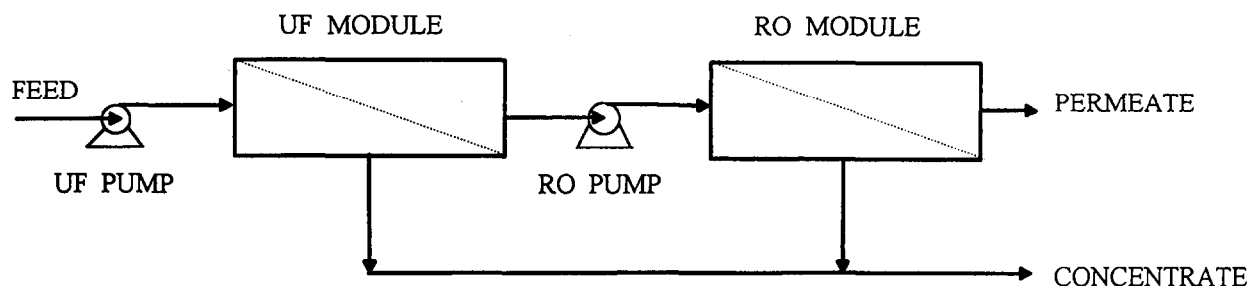 UF MODULE
RO MODULE
FEED
PERMEATE
UF PUMP
RO PUMP
CONCENTRATE